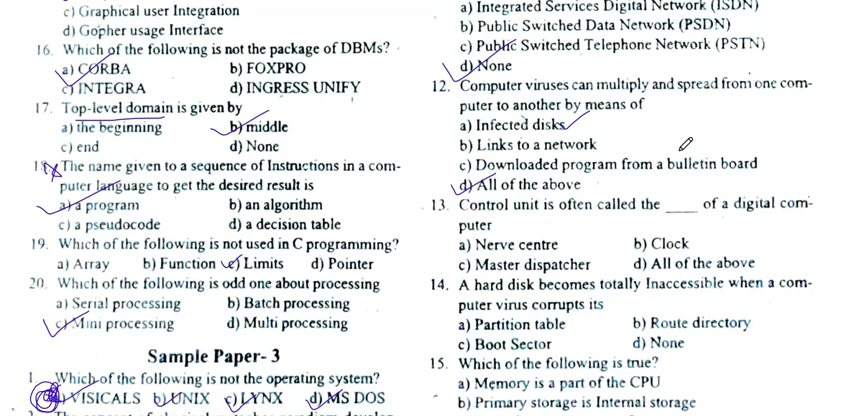 c) Graphical user Integration
d) Gopher usage Interface
16. Which of the following is not the package of DBMs?
a) CORBA b) FOXPRO
c) INTEGRA d) INGRESS UNIFY
17. Top-level domain is given by
a) the beginning b) middle
c) end d) None
The name given to a sequence of Instructions in a com-
puter language to get the desired result is
a) a program b) an algorithm
c) a pseudocode d) a decision table
19. Which of the following is not used in C programming?
a) Array b) Function c) Limits d) Pointer
20. Which of the following is odd one about processing
a) Serial processing b) Batch processing
c) Mini processing d) Multi processing
Sample Paper- 3
1 Which of the following is not the operating system?
a) VISICALS b) UNIX c) LYNX d) MS DOS
a) Integrated Services Digital Network (ISDN)
b) Public Switched Data Network (PSDN)
c) Public Switched Telephone Network (PSTN)
d) None
12. Computer viruses can multiply and spread from one com-
puter to another by means of
a) Infected disks
b) Links to a network
c) Downloaded program from a bulletin board
d) All of the above
13. Control unit is often called the ____ of a digital com-
puter
a) Nerve centre b) Clock
c) Master dispatcher d) All of the above
14. A hard disk becomes totally Inaccessible when a com-
puter virus corrupts its
a) Partition table b) Route directory
c) Boot Sector d) None
15. Which of the following is true?
a) Memory is a part of the CPU
b) Primary storage is Internal storage